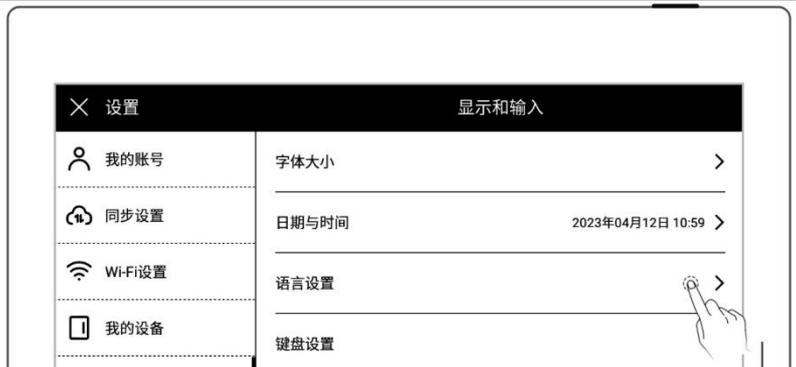 设置
显示和输入
我的账号
同步设置
Wi-Fi设置
我的设备
字体大小
日期与时间 2023年04月12日 10:59
语言设置
键盘设置